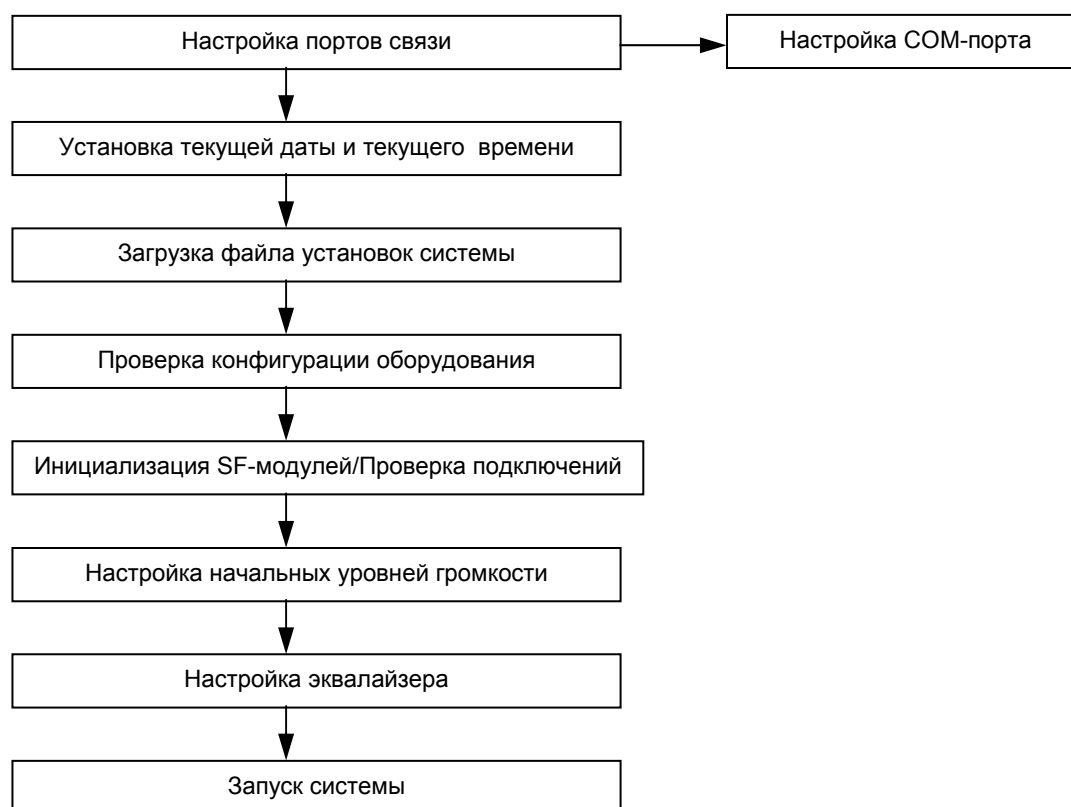 Настройка портов связи
Настройка COM-порта
Установка текущей даты и текущего времени
Загрузка файла установок системы
Проверка конфигурации оборудования
Инициализация SF-модулей/Проверка подключений
Настройка начальных уровней громкости
Настройка эквалайзера
Запуск системы